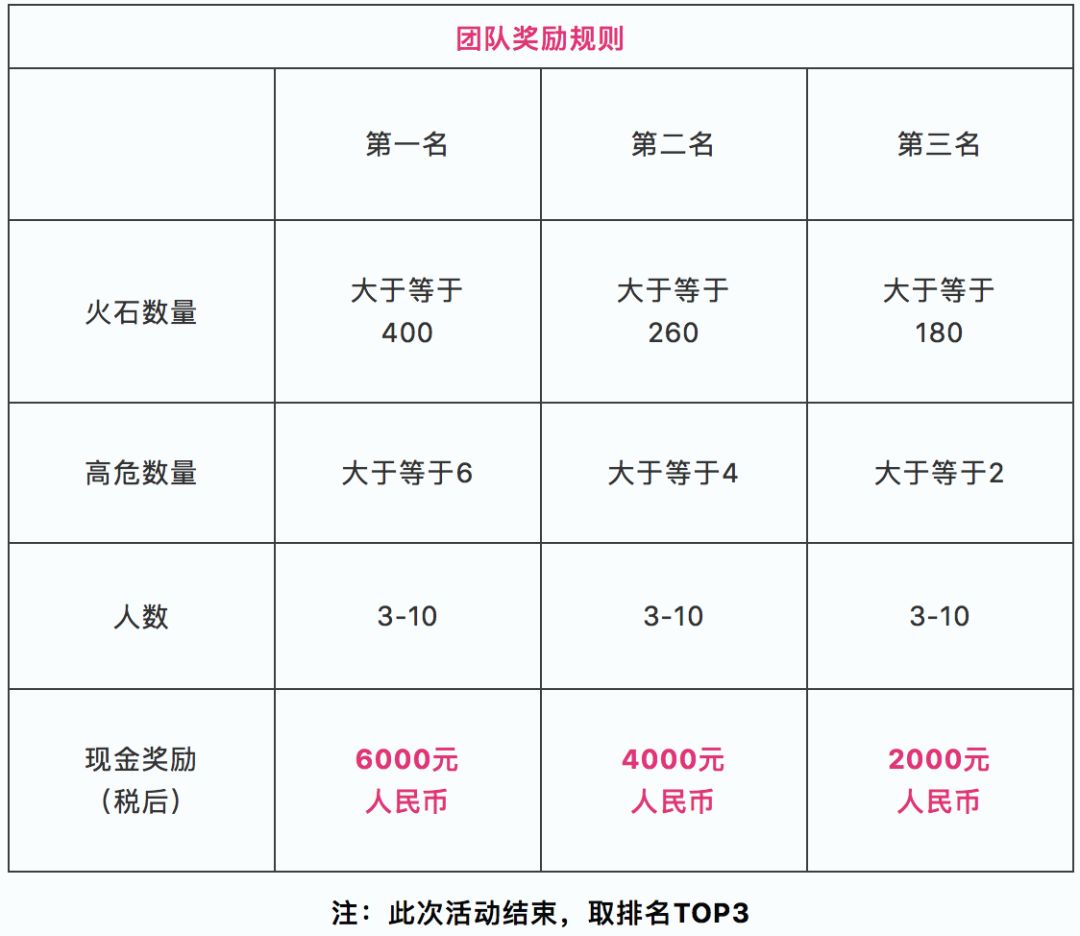 团队奖励规则
第一名
第二名
第三名
火石数量
大于等于
400
大于等于
260
大于等于
180
高危数量
大于等于6
大于等于4
大于等于2
人数
3-10
3-10
3-10
现金奖励
（税后）
6000元
人民币
4000元
人民币
2000元
人民币
注：此次活动结束，取排名TOP3